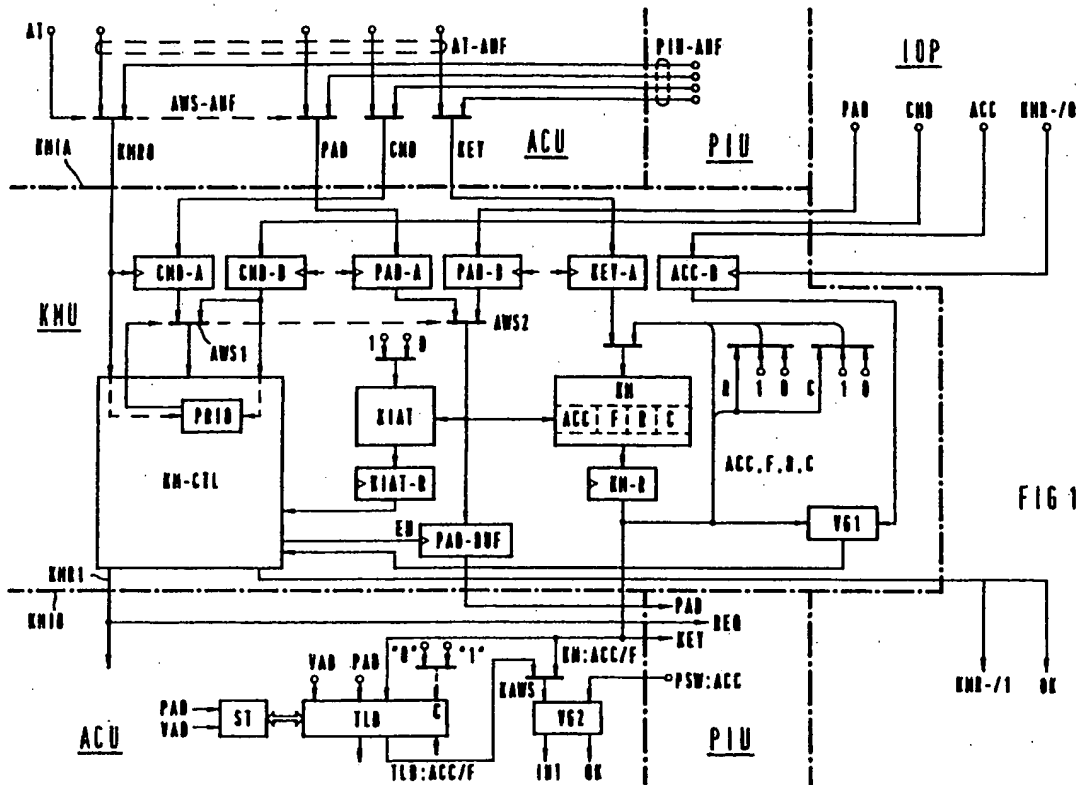 AT
AT-ANF
PIU-ANF
IOP
AWS-ANF
PAD
CMD
ACC
KMR-/0
KMIA
KMR0
PAD
CMD
KEY
ACU
PIU
CMD-A
CMD-B
PAD-A
PAD-B
KEY-A
ACC-B
KMU
AWS1
AWS2
1
0
R
1
0
C
1
0
PRIO
KIAT
KM
ACC
F
R
C
KM-CTL
KIAT-R
KM-R
ACC,F,R,C
EN
PAD-BUF
VG1
FIG 1
KMR1
KMIB
PAD
REQ
KEY
VAD
PAD
"0"
"1"
KM:ACC/F
KAWS
PSW:ACC
KMR-/1
OK
PAD
VAD
ST
TLB
C
VG2
ACU
PIU
TLB:ACC/F
INT
OK